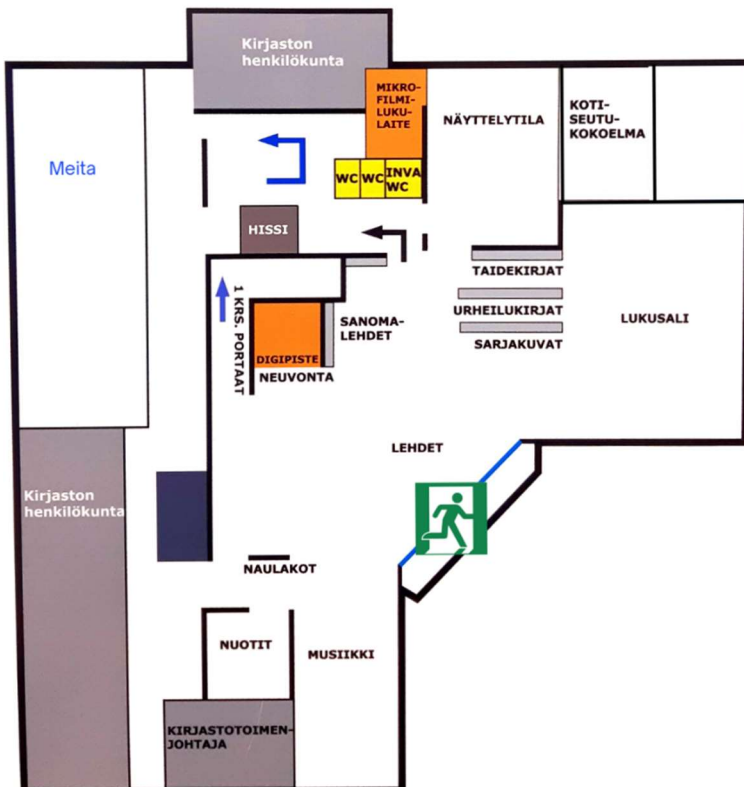 Kirjaston
henkilökunta
MIKRO-
FILMI-
LUKU-
LAITE
NÄYTTELYTILA
KOTI-
SEUTU-
KOKOELMA
Meita
WC WC INVA
WC
HISSI
TAIDEKIRJAT
1 KRS. PORTAAT
SANOMA-
LEHDET
URHEILUKIRJAT
LUKUSALI
SARJAKUVAT
DIGIPISTE
NEUVONTA
LEHDET
Kirjaston
henkilökunta
NAULAKOT
NUOTIT
MUSIIKKI
KIRJASTOTOIMEN-
JOHTAJA